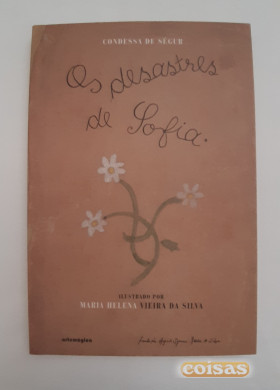 CONDESSA DE SÉGUR
Os desastres
de Sofia.
ILUSTRADO POR
MARIA HELENA VIEIRA DA SILVA
coisas